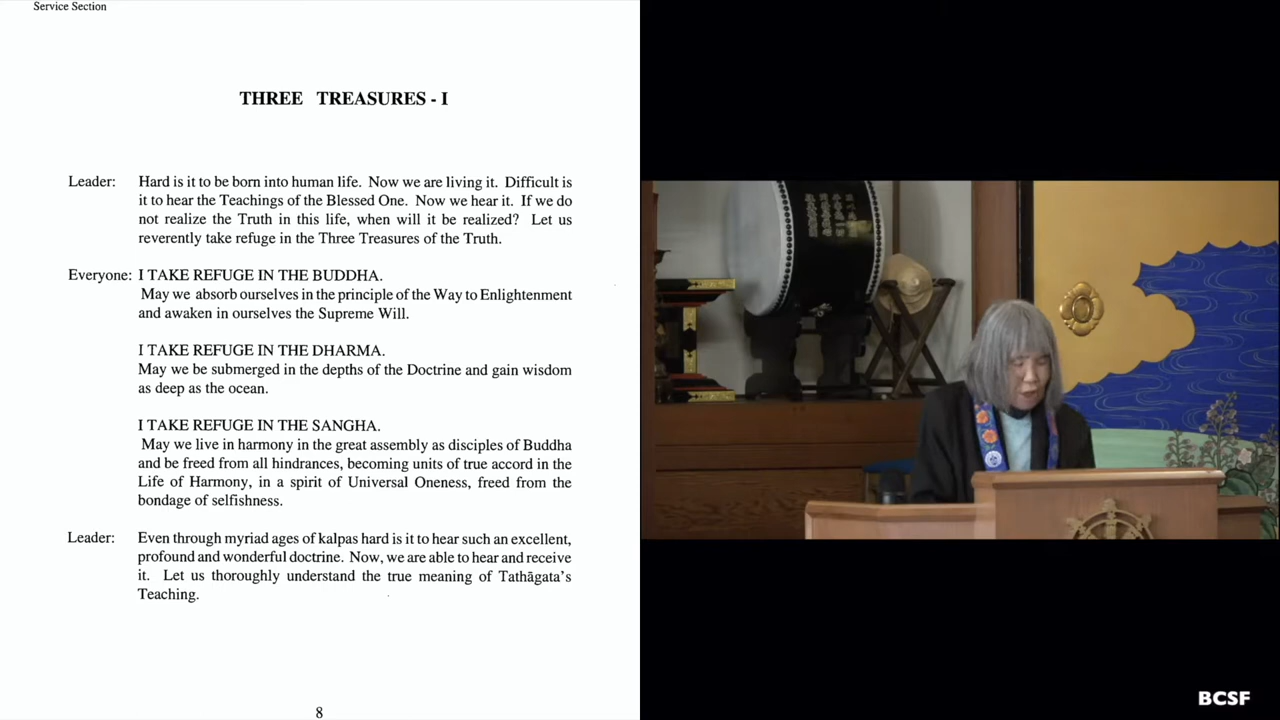 Service Section
THREE TREASURES - I
Leader: Hard is it to be born into human life. Now we are living it. Difficult is
it to hear the Teachings of the Blessed One. Now we hear it. If we do
not realize the Truth in this life, when will it be realized? Let us
reverently take refuge in the Three Treasures of the Truth.
Everyone: I TAKE REFUGE IN THE BUDDHA.
May we absorb ourselves in the principle of the Way to Enlightenment
and awaken in ourselves the Supreme Will.
I TAKE REFUGE IN THE DHARMA.
May we be submerged in the depths of the Doctrine and gain wisdom
as deep as the ocean.
I TAKE REFUGE IN THE SANGHA.
May we live in harmony in the great assembly as disciples of Buddha
and be freed from all hindrances, becoming units of true accord in the
Life of Harmony, in a spirit of Universal Oneness, freed from the
bondage of selfishness.
Leader: Even through myriad ages of kalpas hard is it to hear such an excellent,
profound and wonderful doctrine. Now, we are able to hear and receive
it. Let us thoroughly understand the true meaning of Tathāgata's
Teaching.
8
BCSF